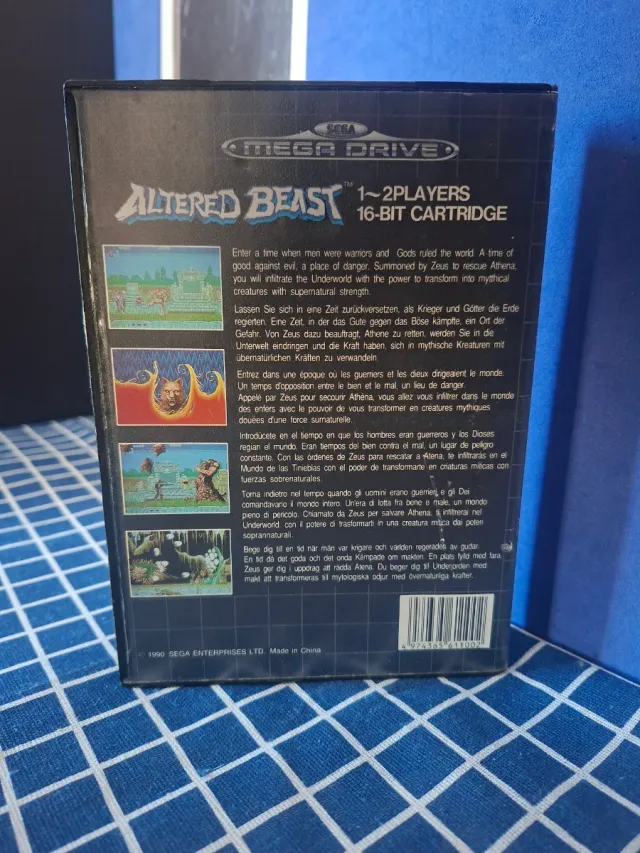 SEGA
MEGA DRIVE
ALTERED BEAST™
1~2PLAYERS
16-BIT CARTRIDGE
Enter a time when men were warriors and Gods ruled the world. A time of
good against evil, a place of danger. Summoned by Zeus to rescue Athena,
you will infiltrate the Underworld with the power to transform into mythical
creatures with supernatural strength.
Lassen Sie sich in eine Zeit zurückversetzen, als Krieger und Götter die Erde
regierten. Eine Zeit, in der das Gute gegen das Böse kämpfte, ein Ort der
Gefahr. Von Zeus dazu beauftragt, Athene zu retten, werden Sie in die
Unterwelt eindringen und die Kraft haben, sich in mythische Kreaturen mit
übernatürlichen Kräften zu verwandeln.
Entrez dans une époque où les guerriers et les dieux dirigeaient le monde.
Un temps d'opposition entre le bien et le mal, un lieu de danger.
Appelé par Zeus pour secourir Athéna, vous allez vous infiltrer dans le monde
des enfers avec le pouvoir de vous transformer en créatures mythiques
douées d'une force surnaturelle.
Introdúcete en el tiempo en que los hombres eran guerreros y los Dioses
regían el mundo. Eran tiempos del bien contra el mal, un lugar de peligro
constante. Con las órdenes de Zeus para rescatar a Atena, te infiltrarás en el
Mundo de las Tinieblas con el poder de transformarte en criaturas míticas con
fuerzas sobrenaturales.
Torna indietro nel tempo quando gli uomini erano guerrieri e gli Dei
comandavano il mondo intero. Un'era di lotta fra bene e male, un mondo
pieno di pericolo. Chiamato da Zeus per salvare Athena, ti infiltrerai nel
Underworld con il potere di trasformarti in una creatura mitica dai poteri
soprannaturali.
Bege dig till en tid när män var krigare och världen regerades av gudar.
En tid då det goda och det onda Kämpade om makten. En plats fylld med fara.
Zeus ger dig i uppdrag att rädda Atena. Du beger dig till Underjorden med
makt att transformeras till mytologiska odjur med övernaturliga krafter.
4 974365 611002
© 1990 SEGA ENTERPRISES LTD. Made in China